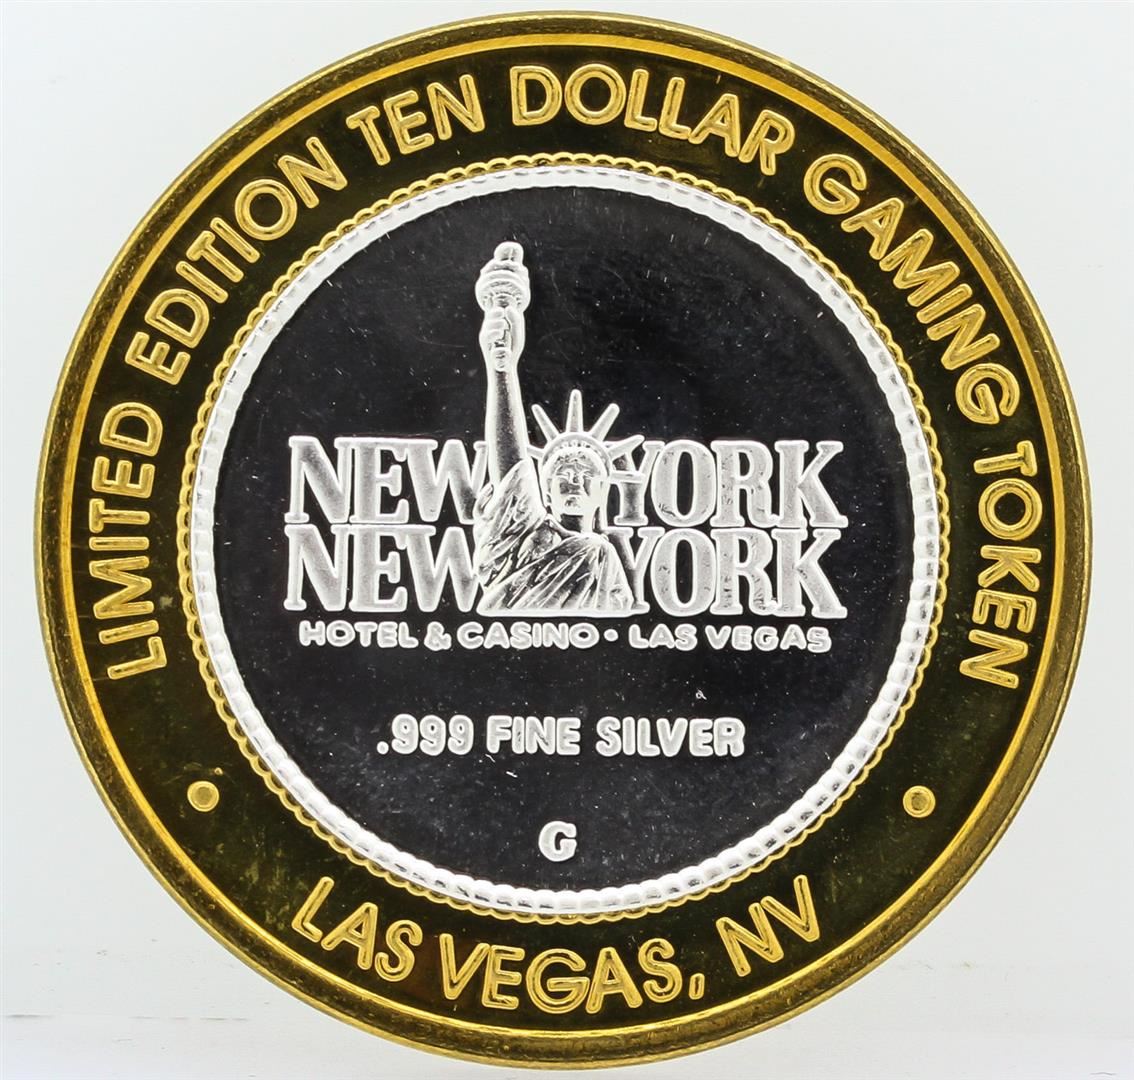 LIMITED EDITION TEN DOLLAR GAMING TOKEN
NEW YORK
NEW YORK
HOTEL & CASINO • LAS VEGAS
.999 FINE SILVER
G
• LAS VEGAS, NV •